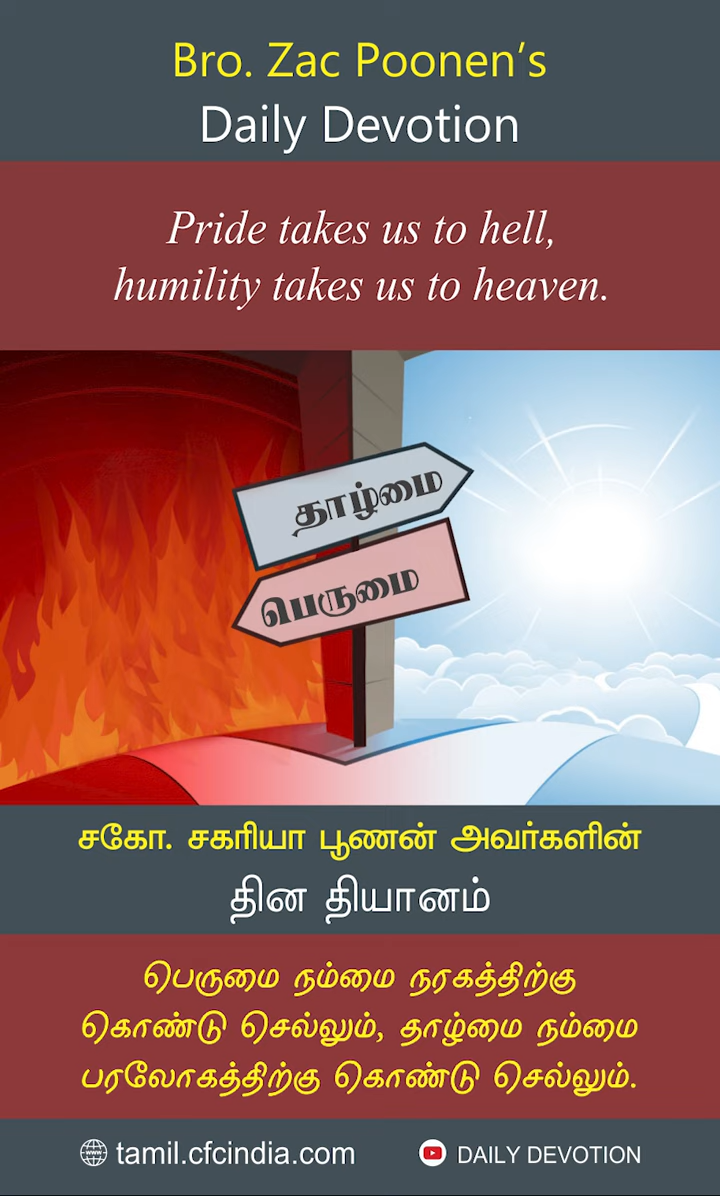 Bro. Zac Poonen’s
Daily Devotion
Pride takes us to hell,
humility takes us to heaven.
தாழ்மை
பெருமை
சகோ. சகரியா பூணன் அவர்களின்
தின தியானம்
பெருமை நம்மை நரகத்திற்கு
கொண்டு செல்லும், தாழ்மை நம்மை
பரலோகத்திற்கு கொண்டு செல்லும்.
tamil.cfcindia.com DAILY DEVOTION